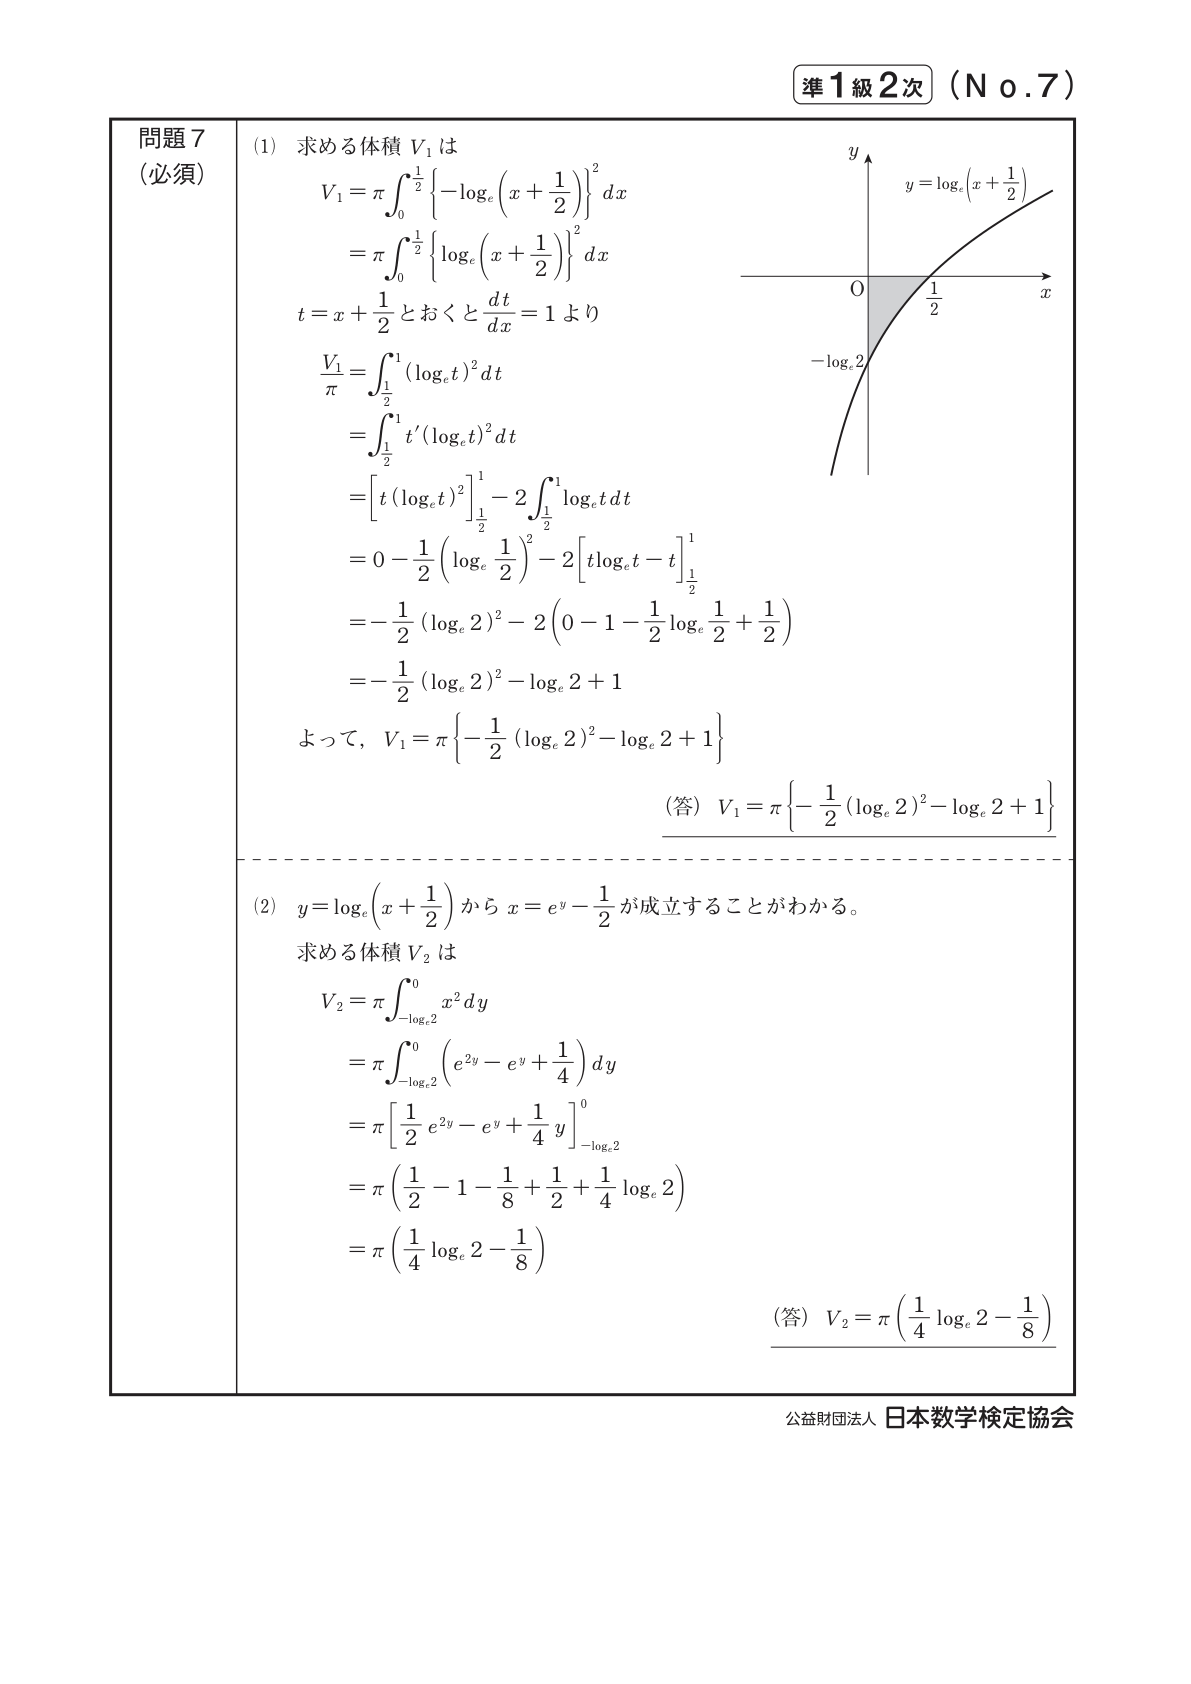 準1級2次 (No.7)
問題7
(必須)
(1) 求める体積 V₁ は
V₁ = π∫₀^{1/2} {−logₑ(x + 1/2)}² dx
= π∫₀^{1/2} {logₑ(x + 1/2)}² dx
t = x + 1/2 とおくと dt/dx = 1 より
V₁/π = ∫_{1/2}^{1} (logₑt)² dt
= ∫_{1/2}^{1} t′(logₑt)² dt
= [t(logₑt)²]_{1/2}^{1} − 2∫_{1/2}^{1} logₑt dt
= 0 − 1/2 (logₑ 1/2)² − 2[t logₑt − t]_{1/2}^{1}
= −1/2 (logₑ2)² − 2(0 − 1 − 1/2 logₑ 1/2 + 1/2)
= −1/2 (logₑ2)² − logₑ2 + 1
よって, V₁ = π{−1/2 (logₑ2)² − logₑ2 + 1}
(答) V₁ = π{−1/2 (logₑ2)² − logₑ2 + 1}
y
y = logₑ(x + 1/2)
O
1/2
x
−logₑ2
(2) y = logₑ(x + 1/2) から x = e^y − 1/2 が成立することがわかる。
求める体積 V₂ は
V₂ = π∫_{−logₑ2}^{0} x² dy
= π∫_{−logₑ2}^{0} (e^{2y} − e^y + 1/4) dy
= π[1/2 e^{2y} − e^y + 1/4 y]_{−logₑ2}^{0}
= π(1/2 − 1 − 1/8 + 1/2 + 1/4 logₑ2)
= π(1/4 logₑ2 − 1/8)
(答) V₂ = π(1/4 logₑ2 − 1/8)
公益財団法人 日本数学検定協会